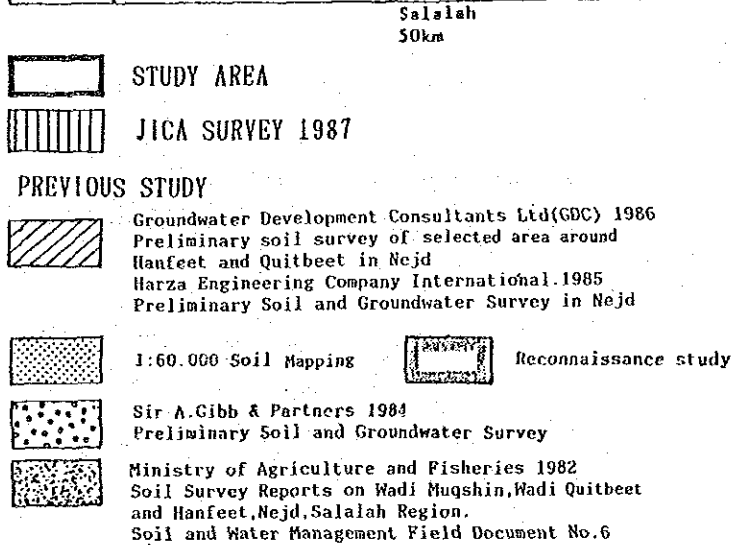 Salalah
50km
STUDY AREA
JICA SURVEY 1987
PREVIOUS STUDY
Groundwater Development Consultants Ltd(GDC) 1986
Preliminary soil survey of selected area around
Hanfeet and Quitbeet in Nejd
Harza Engineering Company International.1985
Preliminary Soil and Groundwater Survey in Nejd
1:60.000 Soil Mapping Reconnaissance study
Sir A.Gibb & Partners 1984
Preliminary Soil and Groundwater Survey
Ministry of Agriculture and Fisheries 1982
Soil Survey Reports on Wadi Muqshin,Wadi Quitbeet
and Hanfeet,Nejd,Salalah Region.
Soil and Water Management Field Document No.6